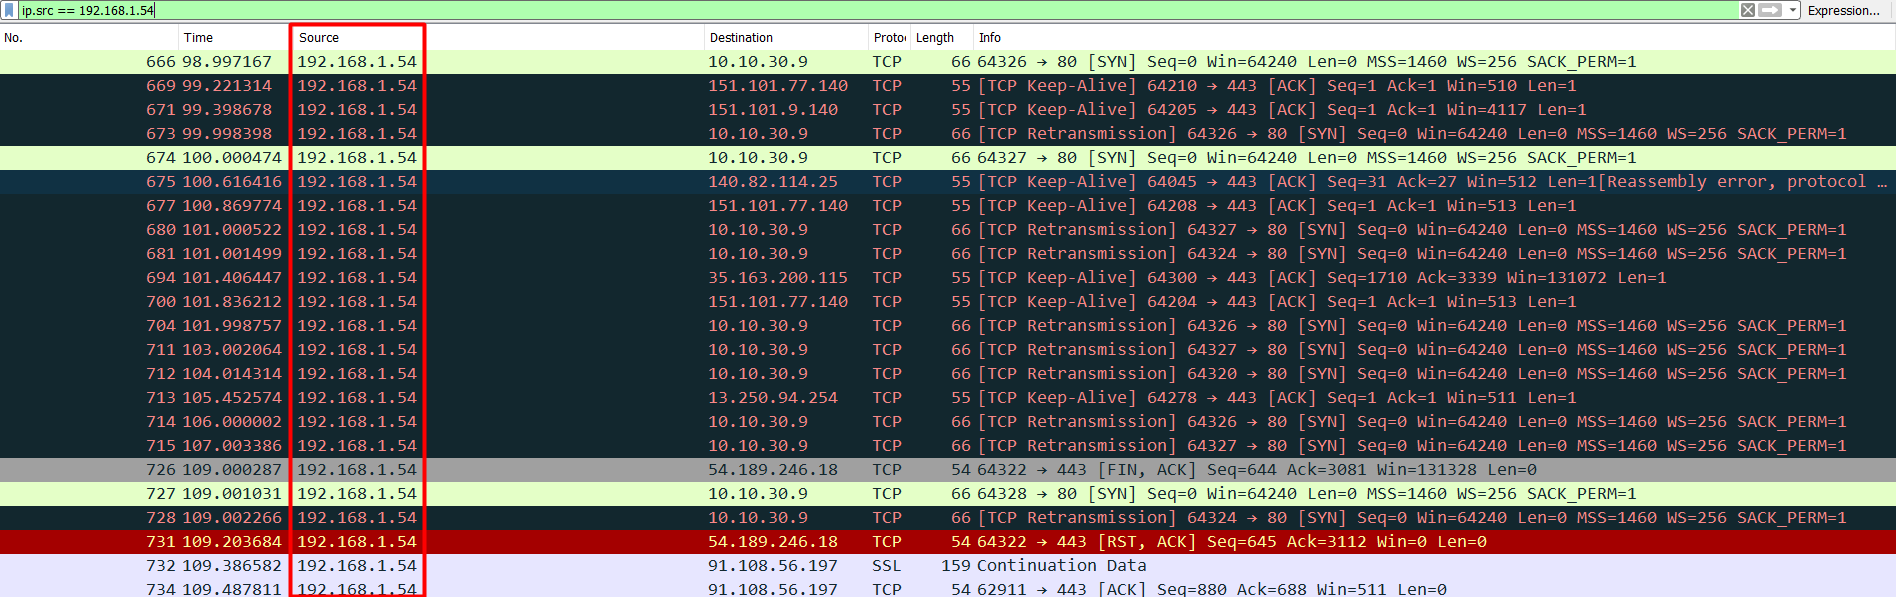 ip.src == 192.168.1.54 Expression...
No. Time Source Destination Protoc Length Info
666 98.997167 192.168.1.54 10.10.30.9 TCP 66 64326 → 80 [SYN] Seq=0 Win=64240 Len=0 MSS=1460 WS=256 SACK_PERM=1
669 99.221314 192.168.1.54 151.101.77.140 TCP 55 [TCP Keep-Alive] 64210 → 443 [ACK] Seq=1 Ack=1 Win=510 Len=1
671 99.398678 192.168.1.54 151.101.9.140 TCP 55 [TCP Keep-Alive] 64205 → 443 [ACK] Seq=1 Ack=1 Win=4117 Len=1
673 99.998398 192.168.1.54 10.10.30.9 TCP 66 [TCP Retransmission] 64326 → 80 [SYN] Seq=0 Win=64240 Len=0 MSS=1460 WS=256 SACK_PERM=1
674 100.000474 192.168.1.54 10.10.30.9 TCP 66 64327 → 80 [SYN] Seq=0 Win=64240 Len=0 MSS=1460 WS=256 SACK_PERM=1
675 100.616416 192.168.1.54 140.82.114.25 TCP 55 [TCP Keep-Alive] 64045 → 443 [ACK] Seq=31 Ack=27 Win=512 Len=1[Reassembly error, protocol …
677 100.869774 192.168.1.54 151.101.77.140 TCP 55 [TCP Keep-Alive] 64208 → 443 [ACK] Seq=1 Ack=1 Win=513 Len=1
680 101.000522 192.168.1.54 10.10.30.9 TCP 66 [TCP Retransmission] 64327 → 80 [SYN] Seq=0 Win=64240 Len=0 MSS=1460 WS=256 SACK_PERM=1
681 101.001499 192.168.1.54 10.10.30.9 TCP 66 [TCP Retransmission] 64324 → 80 [SYN] Seq=0 Win=64240 Len=0 MSS=1460 WS=256 SACK_PERM=1
694 101.406447 192.168.1.54 35.163.200.115 TCP 55 [TCP Keep-Alive] 64300 → 443 [ACK] Seq=1710 Ack=3339 Win=131072 Len=1
700 101.836212 192.168.1.54 151.101.77.140 TCP 55 [TCP Keep-Alive] 64204 → 443 [ACK] Seq=1 Ack=1 Win=513 Len=1
704 101.998757 192.168.1.54 10.10.30.9 TCP 66 [TCP Retransmission] 64326 → 80 [SYN] Seq=0 Win=64240 Len=0 MSS=1460 WS=256 SACK_PERM=1
711 103.002064 192.168.1.54 10.10.30.9 TCP 66 [TCP Retransmission] 64327 → 80 [SYN] Seq=0 Win=64240 Len=0 MSS=1460 WS=256 SACK_PERM=1
712 104.014314 192.168.1.54 10.10.30.9 TCP 66 [TCP Retransmission] 64320 → 80 [SYN] Seq=0 Win=64240 Len=0 MSS=1460 WS=256 SACK_PERM=1
713 105.452574 192.168.1.54 13.250.94.254 TCP 55 [TCP Keep-Alive] 64278 → 443 [ACK] Seq=1 Ack=1 Win=511 Len=1
714 106.000002 192.168.1.54 10.10.30.9 TCP 66 [TCP Retransmission] 64326 → 80 [SYN] Seq=0 Win=64240 Len=0 MSS=1460 WS=256 SACK_PERM=1
715 107.003386 192.168.1.54 10.10.30.9 TCP 66 [TCP Retransmission] 64327 → 80 [SYN] Seq=0 Win=64240 Len=0 MSS=1460 WS=256 SACK_PERM=1
726 109.000287 192.168.1.54 54.189.246.18 TCP 54 64322 → 443 [FIN, ACK] Seq=644 Ack=3081 Win=131328 Len=0
727 109.001031 192.168.1.54 10.10.30.9 TCP 66 64328 → 80 [SYN] Seq=0 Win=64240 Len=0 MSS=1460 WS=256 SACK_PERM=1
728 109.002266 192.168.1.54 10.10.30.9 TCP 66 [TCP Retransmission] 64324 → 80 [SYN] Seq=0 Win=64240 Len=0 MSS=1460 WS=256 SACK_PERM=1
731 109.203684 192.168.1.54 54.189.246.18 TCP 54 64322 → 443 [RST, ACK] Seq=645 Ack=3112 Win=0 Len=0
732 109.386582 192.168.1.54 91.108.56.197 SSL 159 Continuation Data
734 109.487811 192.168.1.54 91.108.56.197 TCP 54 62911 → 443 [ACK] Seq=880 Ack=688 Win=511 Len=0